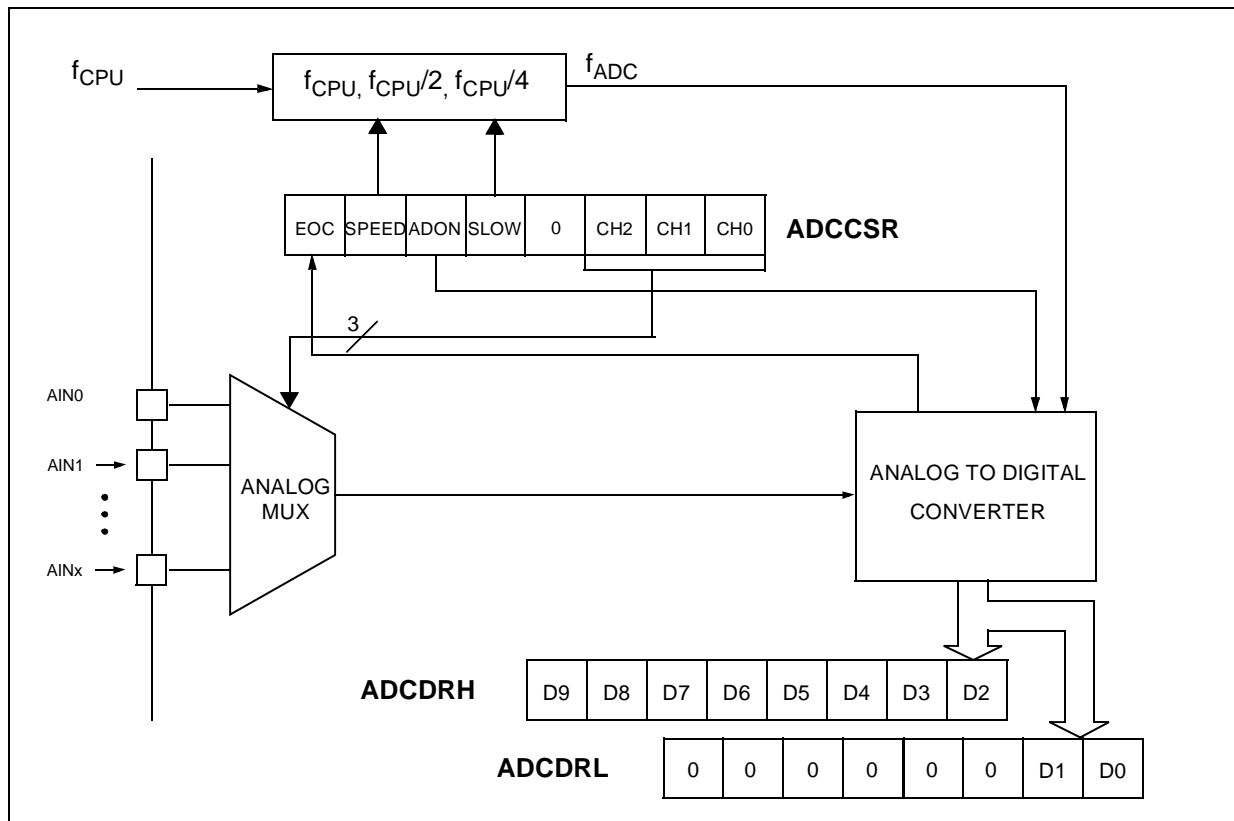 fCPU
fCPU, fCPU/2, fCPU/4
fADC
EOC SPEED ADON SLOW 0 CH2 CH1 CH0
ADCCSR
3
AIN0
AIN1
AINx
ANALOG
MUX
ANALOG TO DIGITAL
CONVERTER
ADCDRH
D9 D8 D7 D6 D5 D4 D3 D2
ADCDRL
0 0 0 0 0 0 D1 D0